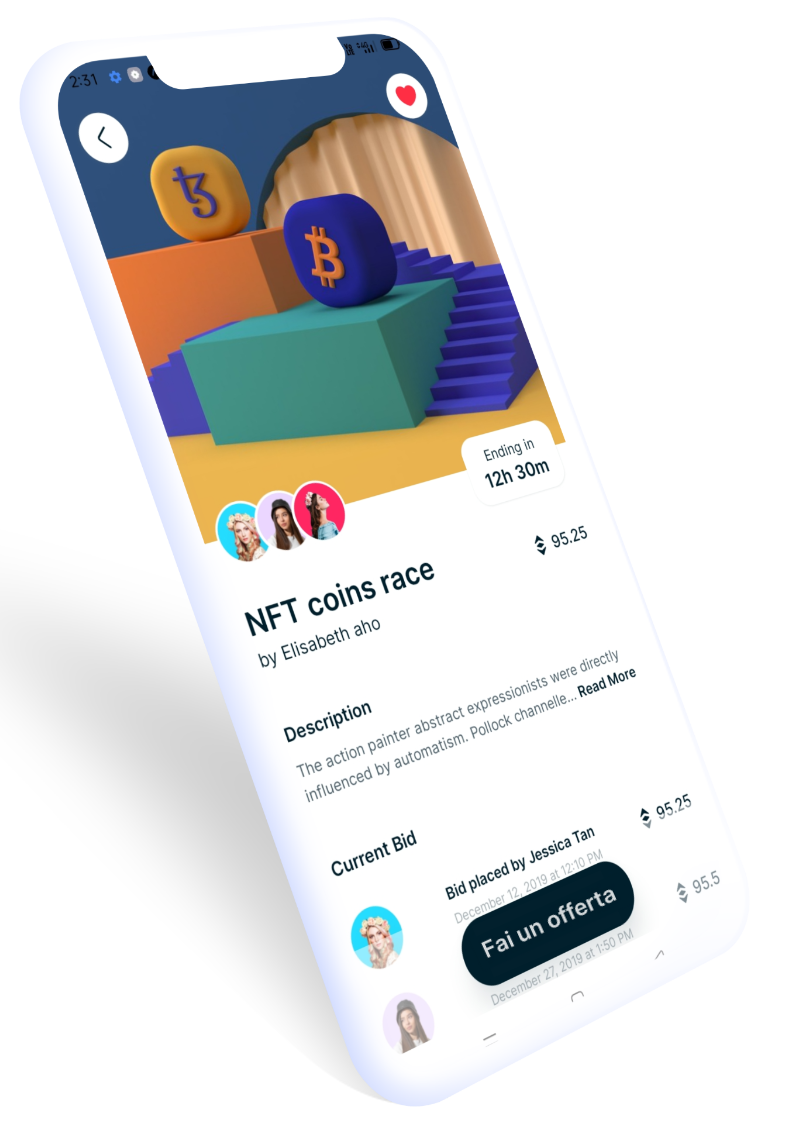 2:31
Ending in
12h 30m
95.25
NFT coins race
by Elisabeth aho
Description
The action painter abstract expressionists were directly
influenced by automatism. Pollock channelle... Read More
Current Bid
Bid placed by Jessica Tan
95.25
December 12, 2019 at 12:10 PM
Fai un offerta
95.5
December 27, 2019 at 1:50 PM